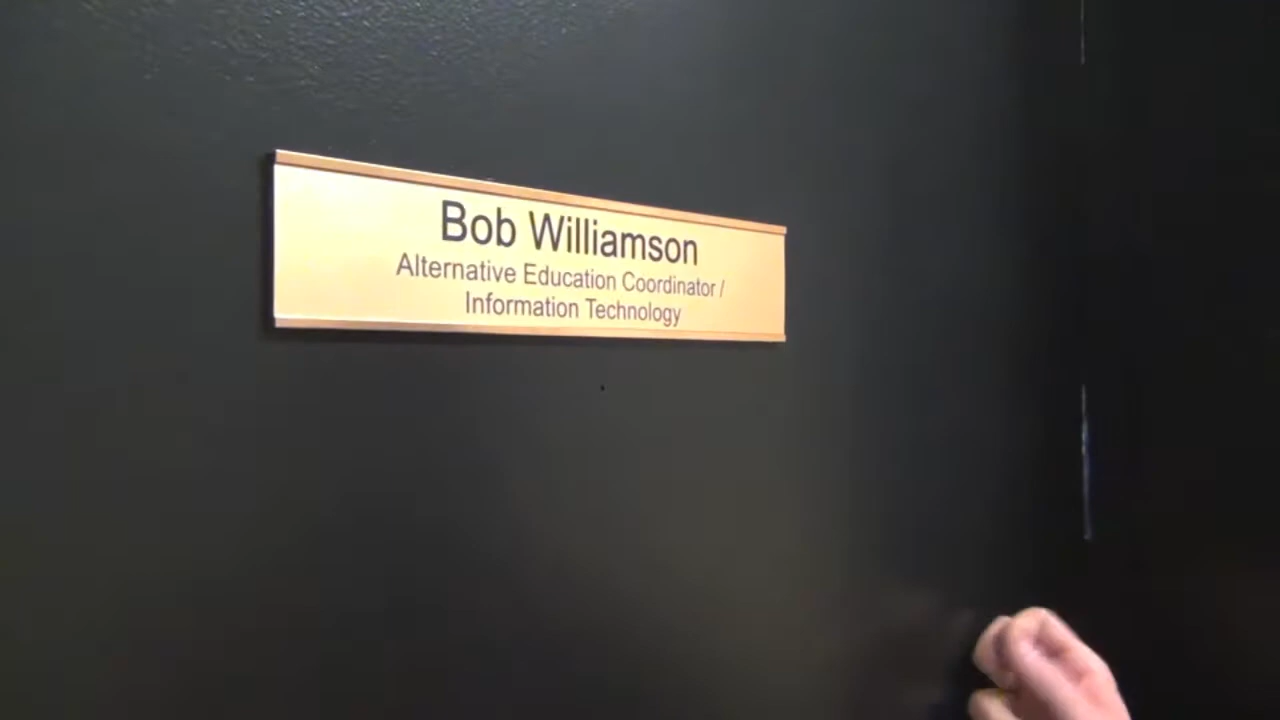 Bob Williamson
Alternative Education Coordinator /
Information Technology